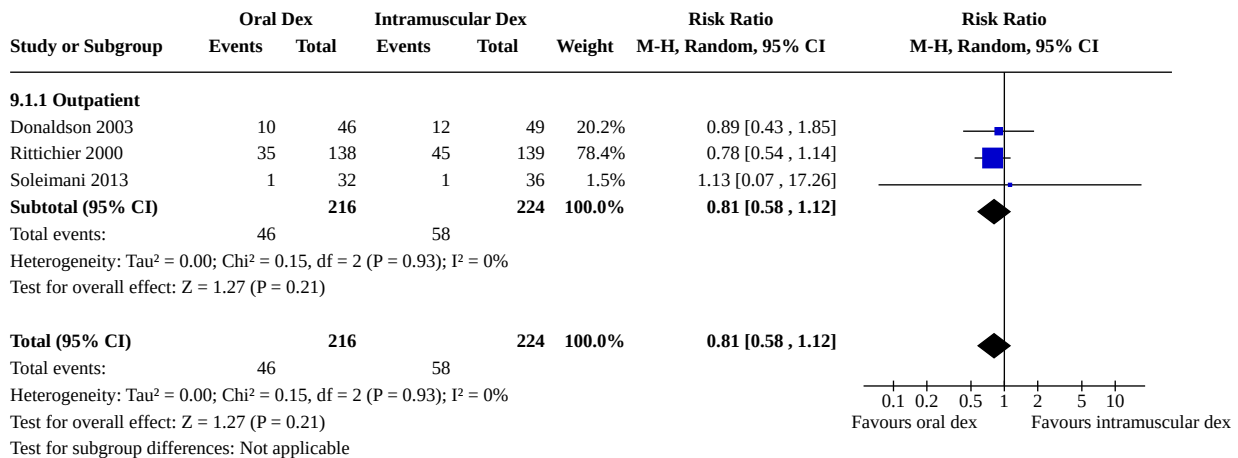 Oral Dex Intramuscular Dex Risk Ratio Risk Ratio
Study or Subgroup Events Total Events Total Weight M-H, Random, 95% CI M-H, Random, 95% CI
9.1.1 Outpatient
Donaldson 2003 10 46 12 49 20.2% 0.89 [0.43 , 1.85]
Rittichier 2000 35 138 45 139 78.4% 0.78 [0.54 , 1.14]
Soleimani 2013 1 32 1 36 1.5% 1.13 [0.07 , 17.26]
Subtotal (95% CI) 216 224 100.0% 0.81 [0.58 , 1.12]
Total events: 46 58
Heterogeneity: Tau² = 0.00; Chi² = 0.15, df = 2 (P = 0.93); I² = 0%
Test for overall effect: Z = 1.27 (P = 0.21)
Total (95% CI) 216 224 100.0% 0.81 [0.58 , 1.12]
Total events: 46 58
Heterogeneity: Tau² = 0.00; Chi² = 0.15, df = 2 (P = 0.93); I² = 0%
0.1 0.2 0.5 1 2 5 10
Test for overall effect: Z = 1.27 (P = 0.21) Favours oral dex Favours intramuscular dex
Test for subgroup differences: Not applicable